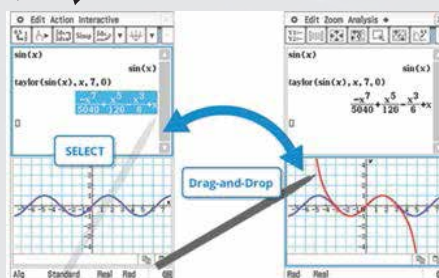 Edit Action Interactive
sin(x)
sin(x)
taylor(sin(x),x,7,0)
-x^7/5040+x^5/120-x^3/6+x
SELECT
Alg Standard Real Rad
Edit Zoom Analysis
sin(x)
sin(x)
taylor(sin(x),x,7,0)
-x^7/5040+x^5/120-x^3/6+x
Drag-and-Drop
Rad Real